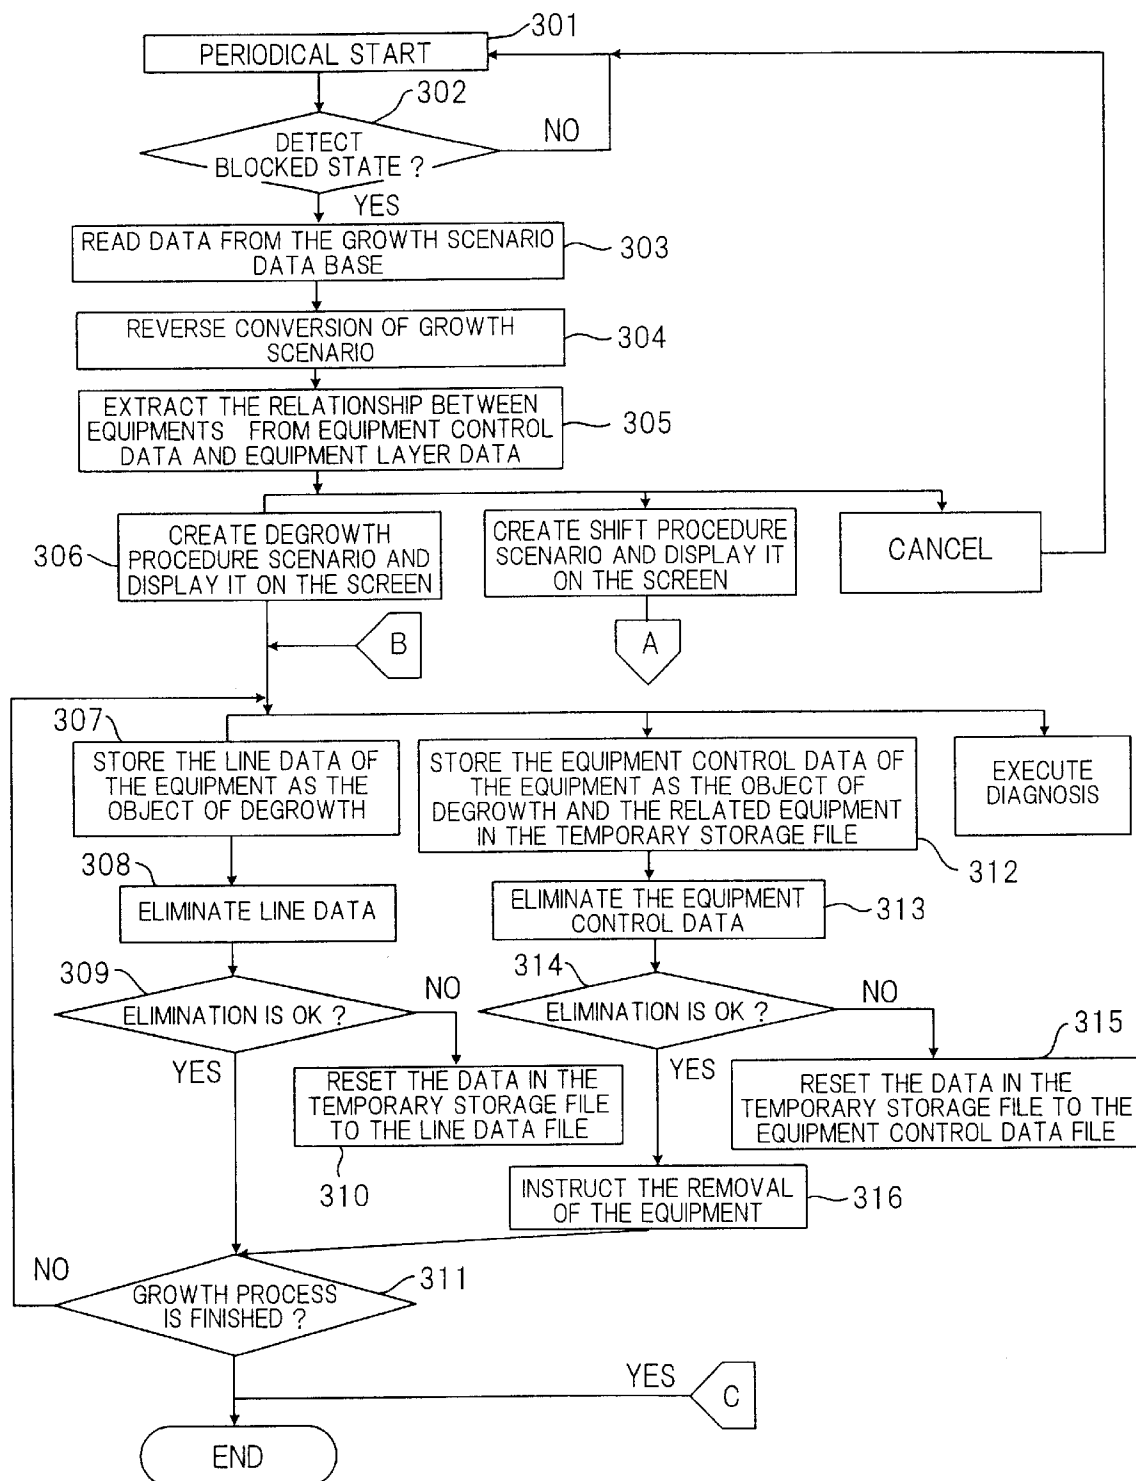 301
PERIODICAL START
302
DETECT
BLOCKED STATE ?
NO
YES
READ DATA FROM THE GROWTH SCENARIO
DATA BASE
303
REVERSE CONVERSION OF GROWTH
SCENARIO
304
EXTRACT THE RELATIONSHIP BETWEEN
EQUIPMENTS FROM EQUIPMENT CONTROL
DATA AND EQUIPMENT LAYER DATA
305
306
CREATE DEGROWTH
PROCEDURE SCENARIO AND
DISPLAY IT ON THE SCREEN
CREATE SHIFT PROCEDURE
SCENARIO AND DISPLAY IT
ON THE SCREEN
CANCEL
B
A
307
STORE THE LINE DATA OF
THE EQUIPMENT AS THE
OBJECT OF DEGROWTH
STORE THE EQUIPMENT CONTROL DATA OF
THE EQUIPMENT AS THE OBJECT OF
DEGROWTH AND THE RELATED EQUIPMENT
IN THE TEMPORARY STORAGE FILE
312
EXECUTE
DIAGNOSIS
308
ELIMINATE LINE DATA
ELIMINATE THE EQUIPMENT
CONTROL DATA
313
309
ELIMINATION IS OK ?
NO
YES
314
ELIMINATION IS OK ?
NO
YES
RESET THE DATA IN THE
TEMPORARY STORAGE FILE
TO THE LINE DATA FILE
310
315
RESET THE DATA IN THE
TEMPORARY STORAGE FILE TO THE
EQUIPMENT CONTROL DATA FILE
INSTRUCT THE REMOVAL
OF THE EQUIPMENT
316
NO
GROWTH PROCESS
IS FINISHED ?
311
YES
C
END